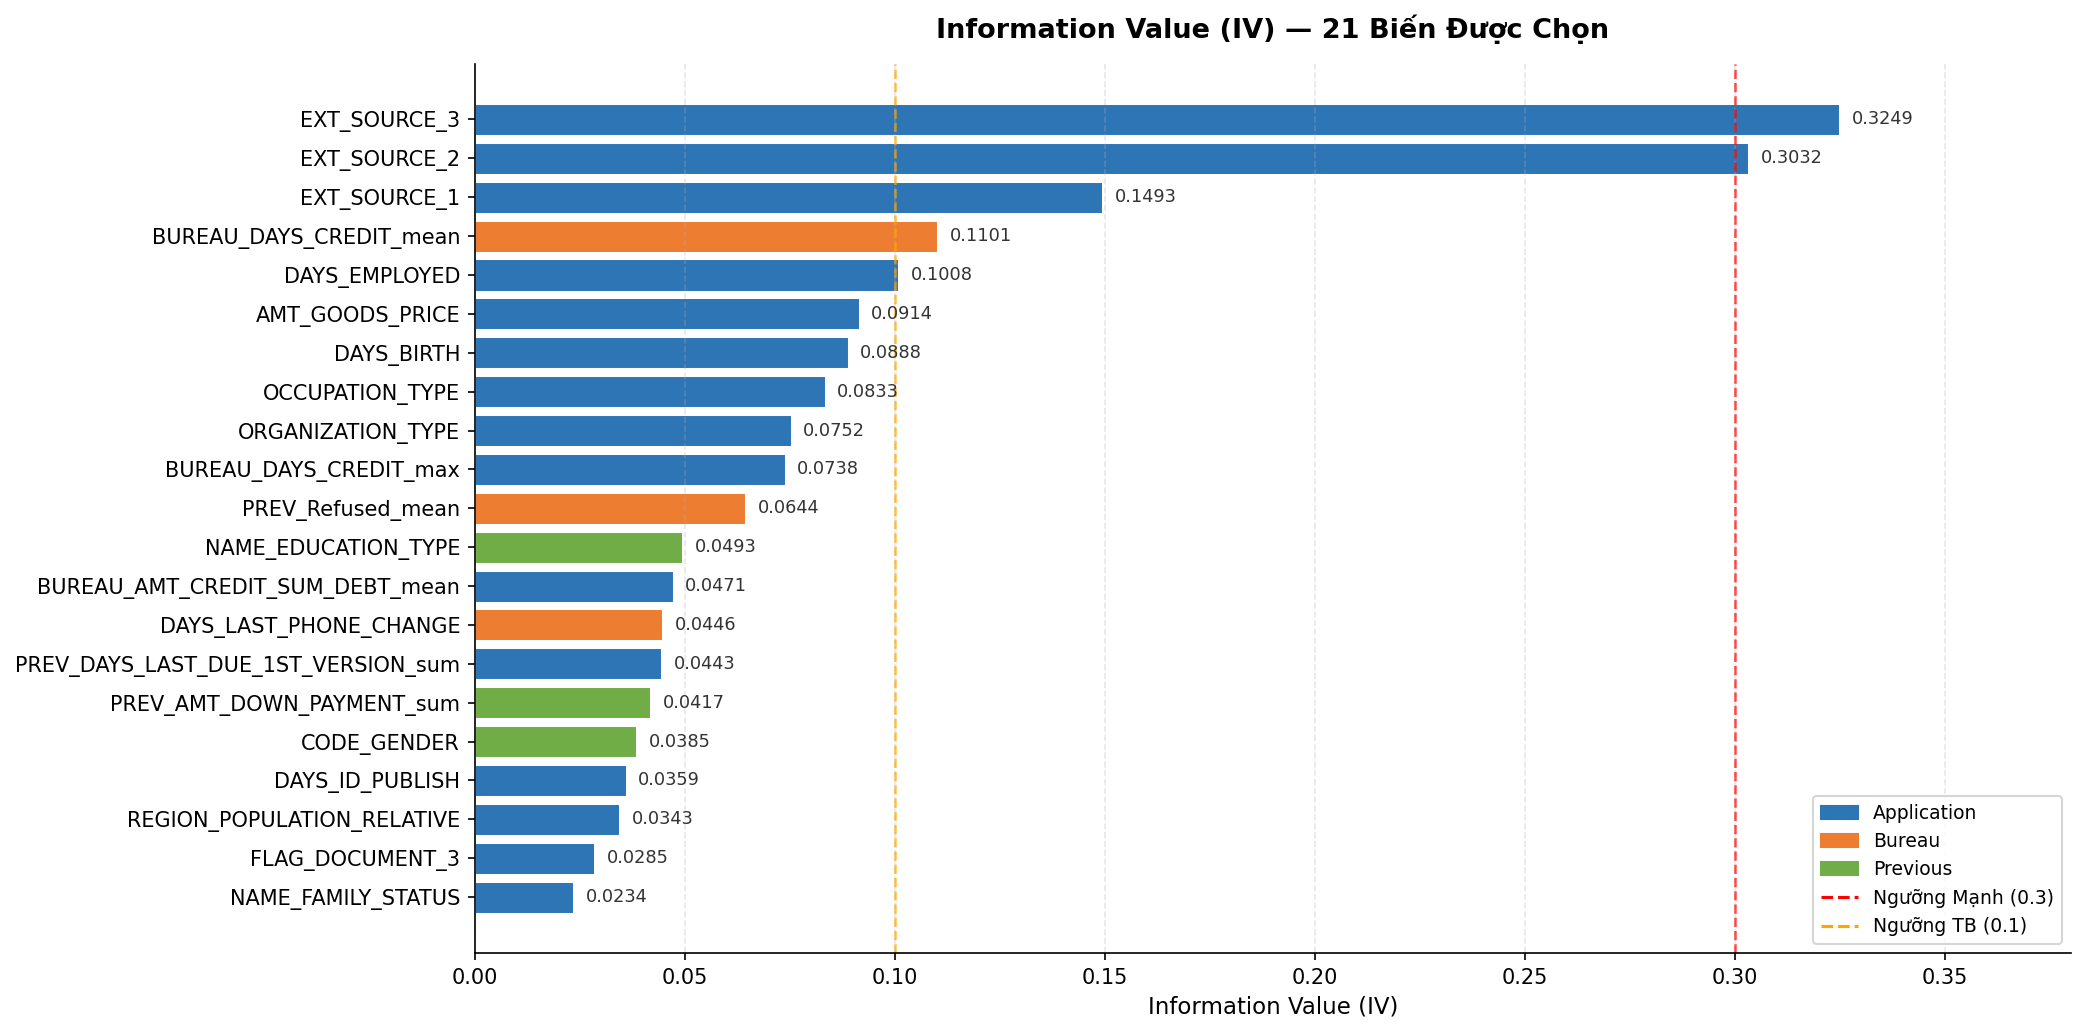 Information Value (IV) — 21 Biến Được Chọn
EXT_SOURCE_3 0.3249
EXT_SOURCE_2 0.3032
EXT_SOURCE_1 0.1493
BUREAU_DAYS_CREDIT_mean 0.1101
DAYS_EMPLOYED 0.1008
AMT_GOODS_PRICE 0.0914
DAYS_BIRTH 0.0888
OCCUPATION_TYPE 0.0833
ORGANIZATION_TYPE 0.0752
BUREAU_DAYS_CREDIT_max 0.0738
PREV_Refused_mean 0.0644
NAME_EDUCATION_TYPE 0.0493
BUREAU_AMT_CREDIT_SUM_DEBT_mean 0.0471
DAYS_LAST_PHONE_CHANGE 0.0446
PREV_DAYS_LAST_DUE_1ST_VERSION_sum 0.0443
PREV_AMT_DOWN_PAYMENT_sum 0.0417
CODE_GENDER 0.0385
DAYS_ID_PUBLISH 0.0359
REGION_POPULATION_RELATIVE 0.0343
FLAG_DOCUMENT_3 0.0285
NAME_FAMILY_STATUS 0.0234
Application
Bureau
Previous
Ngưỡng Mạnh (0.3)
Ngưỡng TB (0.1)
0.00 0.05 0.10 0.15 0.20 0.25 0.30 0.35
Information Value (IV)